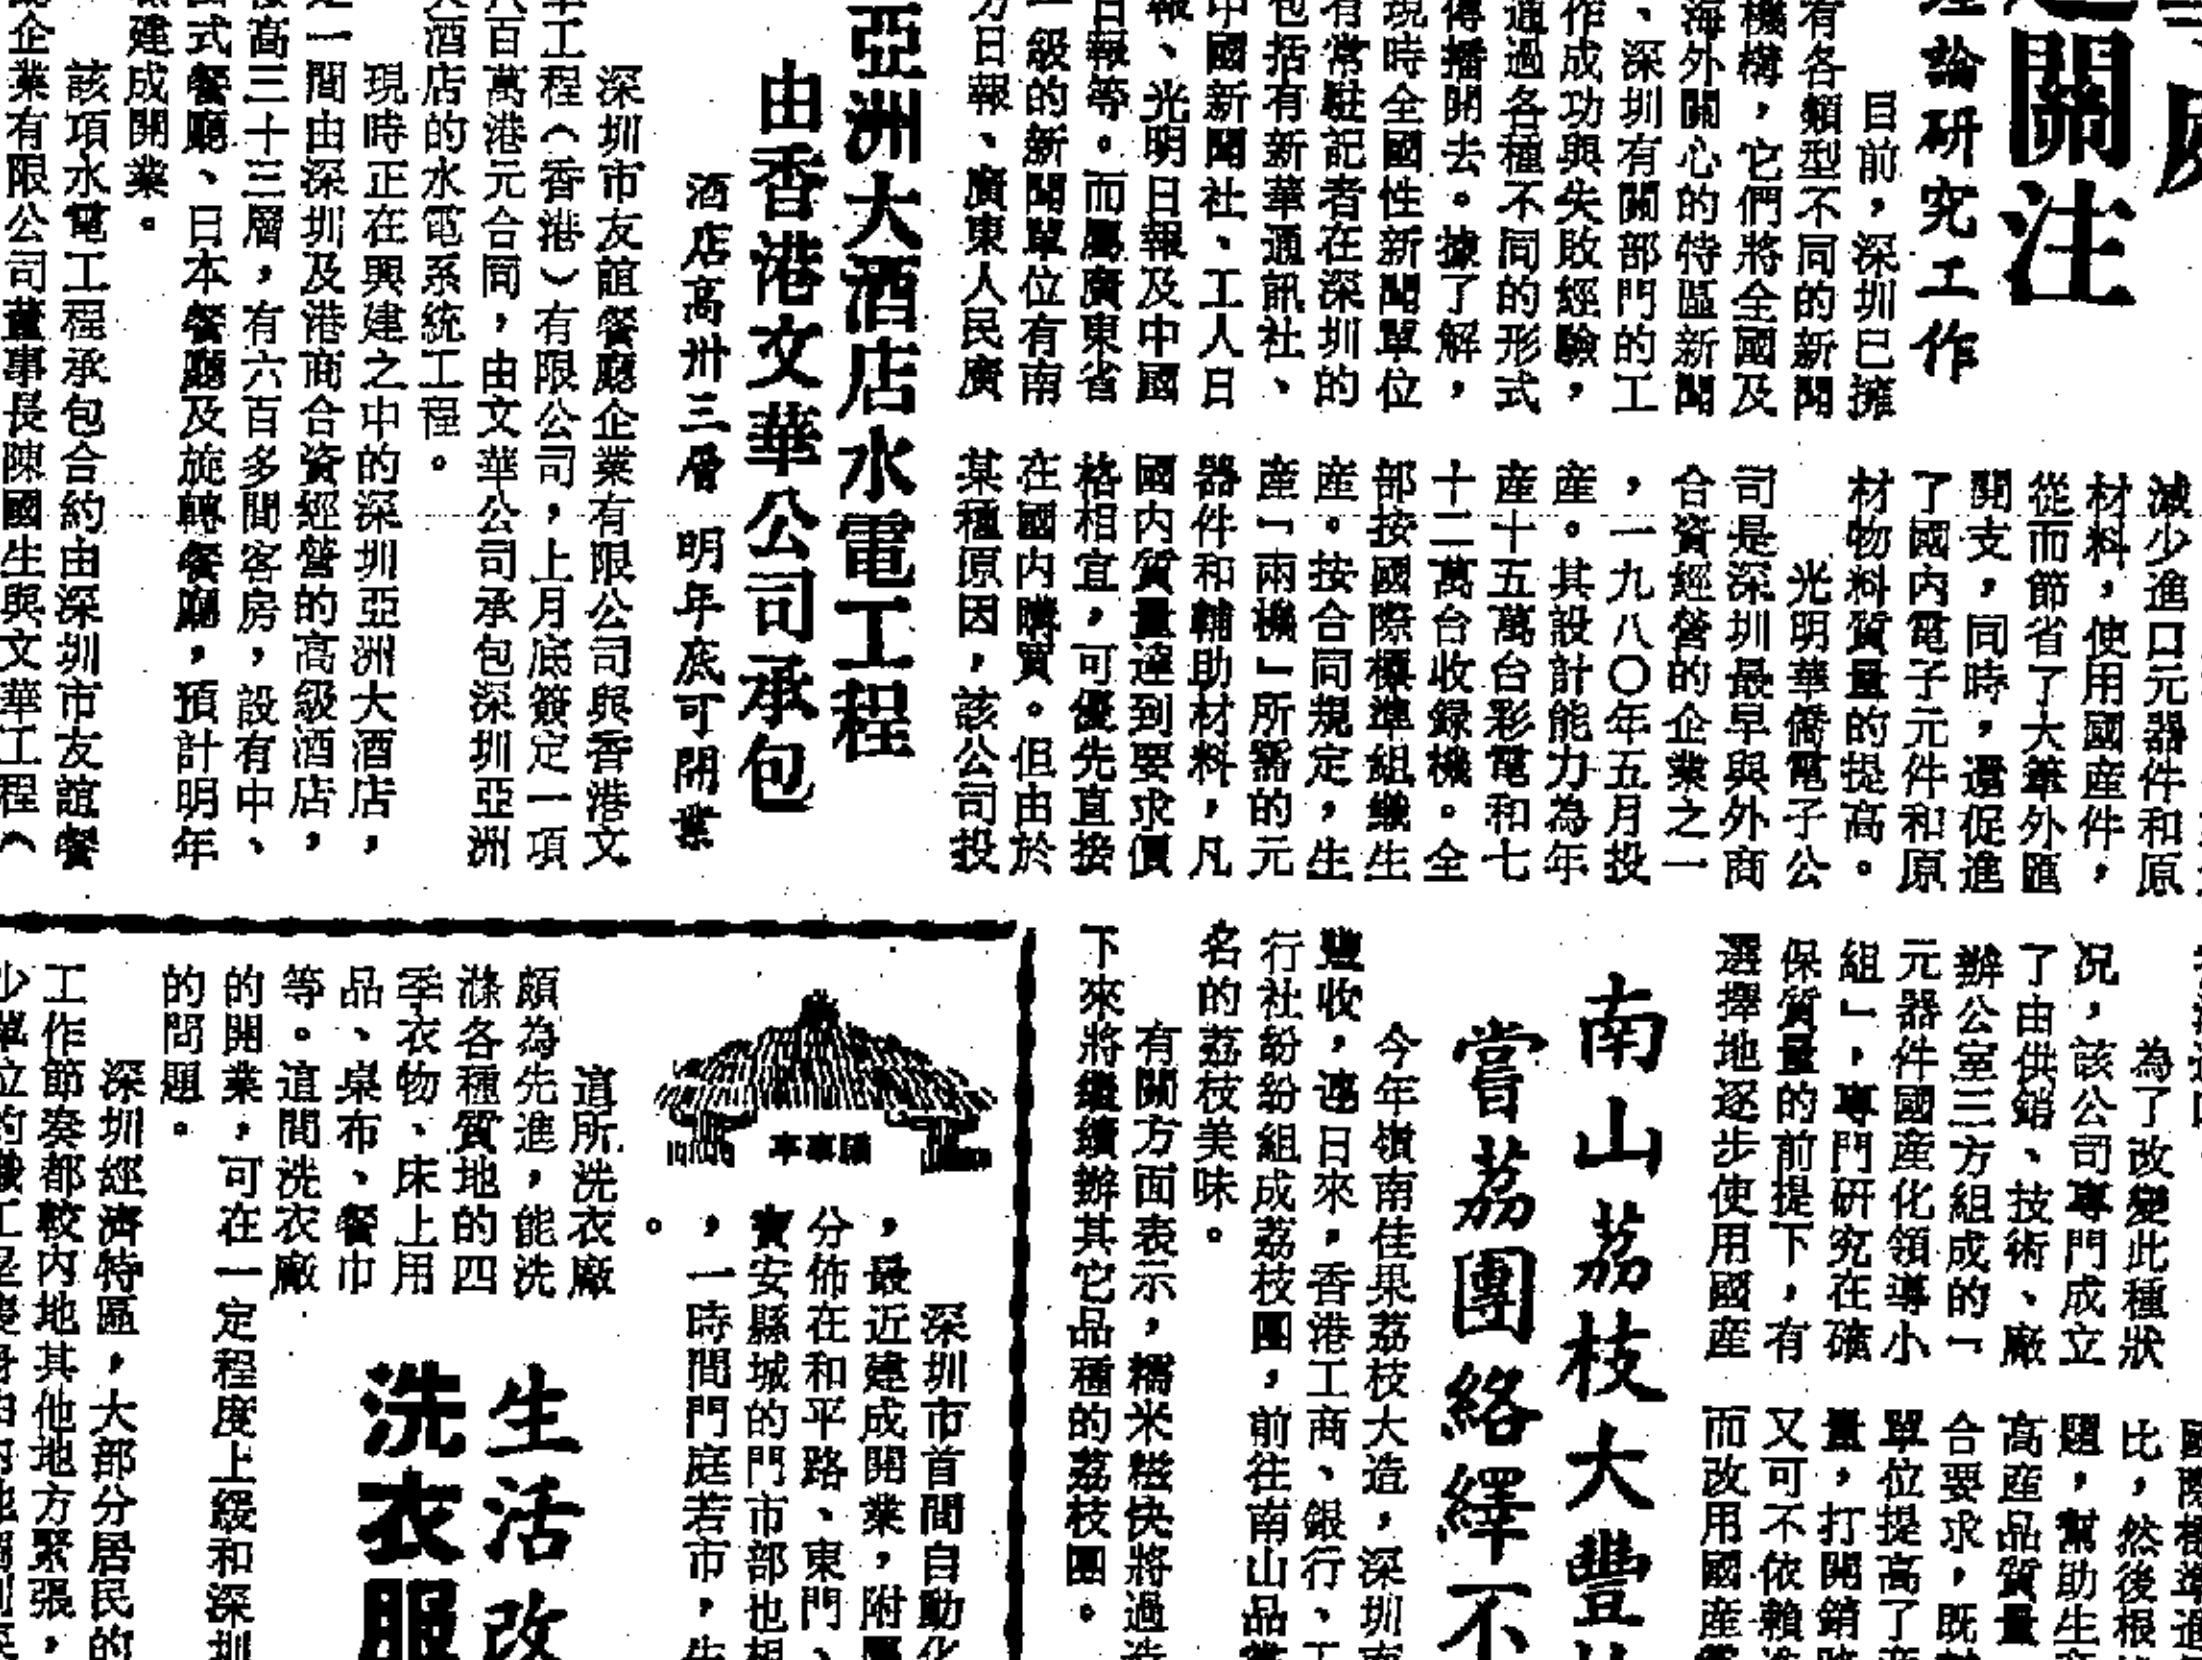 關注
論研究工作
目前，深圳已擁
有各類型不同的新聞
機構，它們將全國及
海外關心的特區新聞
、深圳有關部門的工
作成功與失敗經驗，
通過各種不同的形式
傳播開去。據了解，
現時全國性新聞單位
有常駐記者在深圳的
包括有新華通訊社、
中國新聞社、工人日
報、光明日報及中國
日報等。而屬廣東省
一級的新聞單位有南
方日報、廣東人民廣
減少進口元器件和原
材料，使用國産件，
從而節省了大筆外匯
開支，同時，還促進
了國内電子元件和原
材物料質量的提高。
光明華僑電子公
司是深圳最早與外商
合資經營的企業之一
，一九八〇年五月投
産。其設計能力為年
産十五萬台彩電和七
十二萬台收録機。全
部按國際標準組織生
産。按合同規定，生
産「兩機」所需的元
器件和輔助材料，凡
國内質量達到要求價
格相宜，可優先直接
在國内購買。但由於
某種原因，該公司投
亞洲大酒店水電工程
由香港文華公司承包
酒店高卅三層 明年底可開業
深圳市友誼餐廳企業有限公司與香港文
工程（香港）有限公司，上月底簽定一項
百萬港元合同，由文華公司承包深圳亞洲
大酒店的水電系統工程。
現時正在興建之中的深圳亞洲大酒店，
是一間由深圳及港商合資經營的高級酒店，
樓高三十三層，有六百多間客房，設有中、
式餐廳、日本餐廳及旋轉餐廳，預計明年
建成開業。
該項水電工程承包合約由深圳市友誼餐
企業有限公司董事長陳國生與文華工程（
為了改變此種狀
况，該公司專門成立
了由供銷、技術、廠
辦公室三方組成的「
元器件國産化領導小
組」，專門研究在確
保質量的前提下，有
選擇地逐步使用國産
比，然後根
題，幫助生
高産品質量
合要求，既
單位提高了
量，打開銷
又可不依賴
而改用國産
南山荔枝大豐
嘗荔團絡繹不
今年嶺南佳果荔枝大造，深圳
豐收，連日來，香港工商、銀行、
行社紛紛組成荔枝團，前往南山品
名的荔枝美味。
有關方面表示，糯米糍快將過
下來將繼續辦其它品種的荔枝團。
深圳市首間自動化
，最近建成開業，附
分佈在和平路、東門、
寶安縣城的門市部也相
，一時間門庭若市，
。
生活改
洗衣服
這所洗衣廠
頗為先進，能洗
滌各種質地的四
季衣物、床上用
品、桌布、餐巾
等。這間洗衣廠
的開業，可在一定程度上緩和深圳
的問題。
深圳經濟特區，大部分居民的
工作節奏都較内地其他地方緊張，